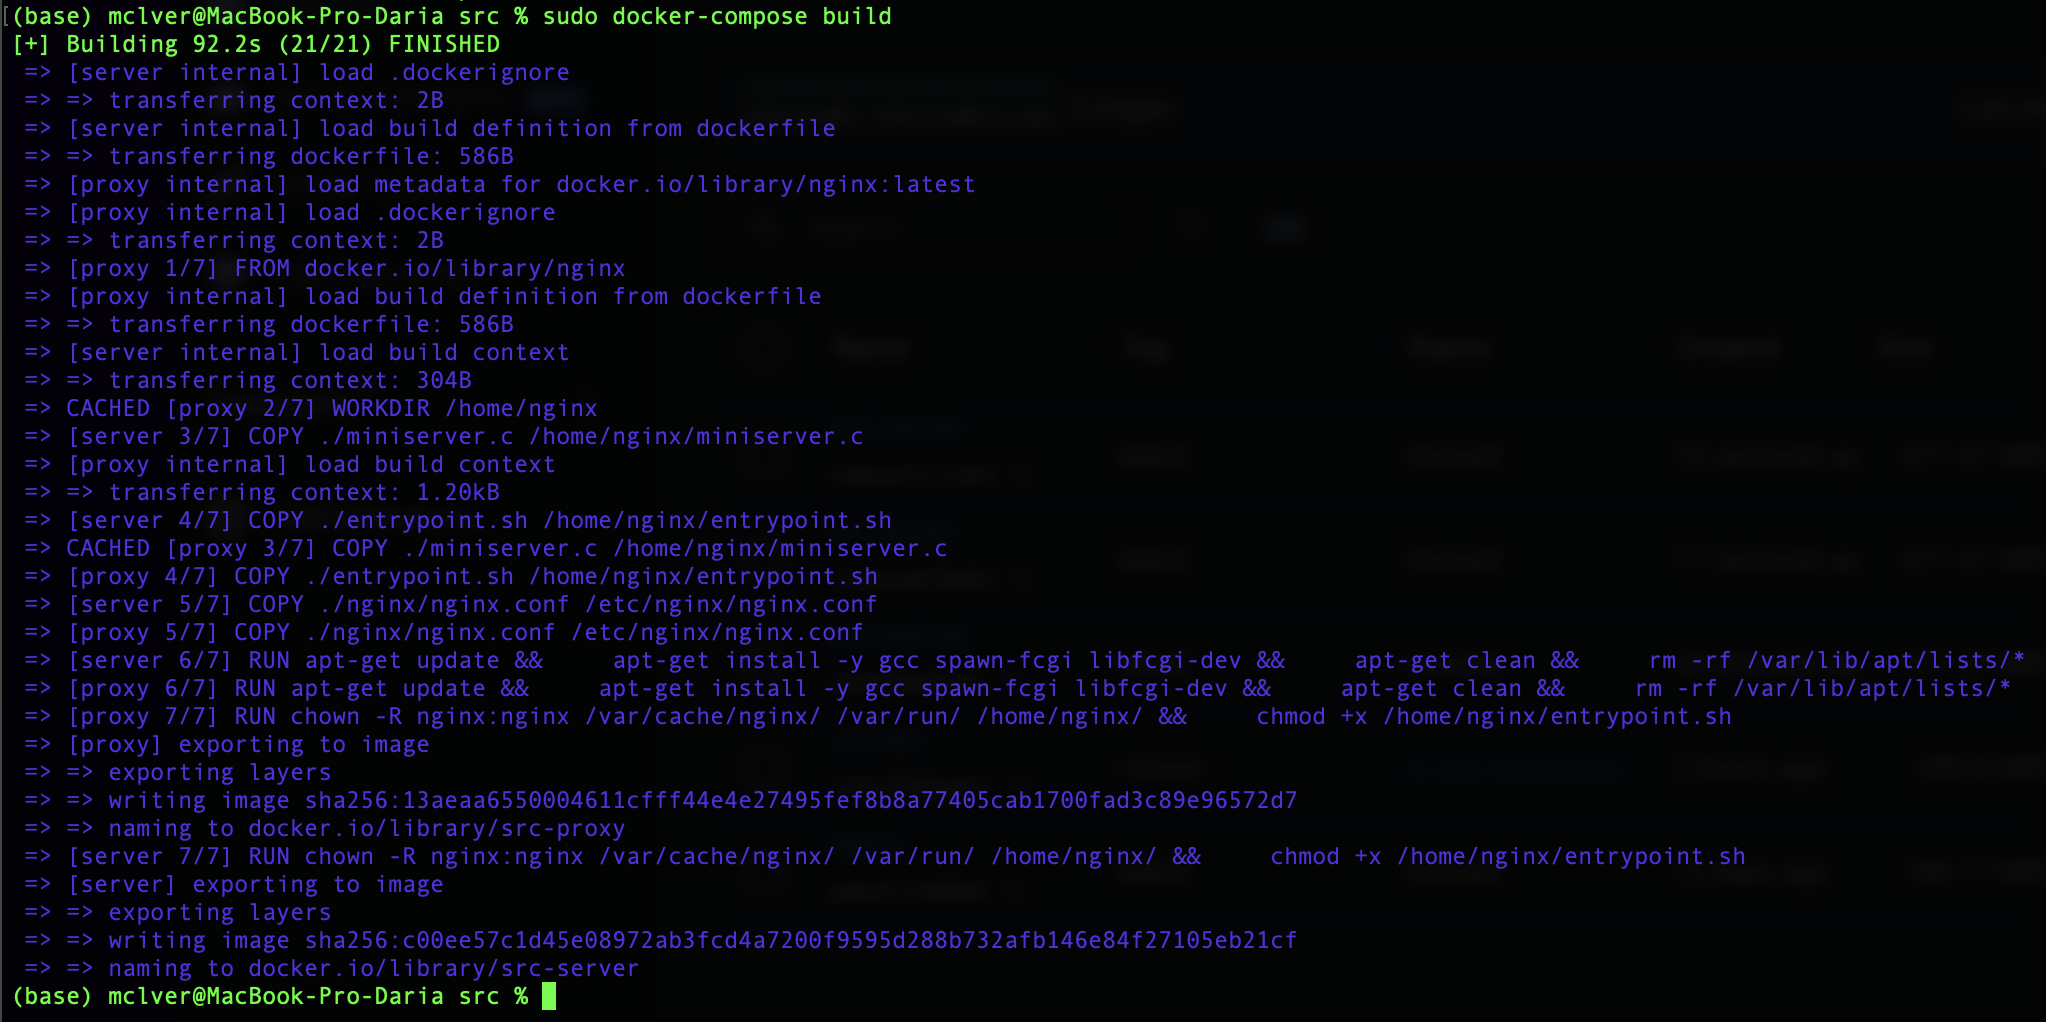 (base) mclver@MacBook-Pro-Daria src % sudo docker-compose build
[+] Building 92.2s (21/21) FINISHED
=> [server internal] load .dockerignore
=> => transferring context: 2B
=> [server internal] load build definition from dockerfile
=> => transferring dockerfile: 586B
=> [proxy internal] load metadata for docker.io/library/nginx:latest
=> [proxy internal] load .dockerignore
=> => transferring context: 2B
=> [proxy 1/7] FROM docker.io/library/nginx
=> [proxy internal] load build definition from dockerfile
=> => transferring dockerfile: 586B
=> [server internal] load build context
=> => transferring context: 304B
=> CACHED [proxy 2/7] WORKDIR /home/nginx
=> [server 3/7] COPY ./miniserver.c /home/nginx/miniserver.c
=> [proxy internal] load build context
=> => transferring context: 1.20kB
=> [server 4/7] COPY ./entrypoint.sh /home/nginx/entrypoint.sh
=> CACHED [proxy 3/7] COPY ./miniserver.c /home/nginx/miniserver.c
=> [proxy 4/7] COPY ./entrypoint.sh /home/nginx/entrypoint.sh
=> [server 5/7] COPY ./nginx/nginx.conf /etc/nginx/nginx.conf
=> [proxy 5/7] COPY ./nginx/nginx.conf /etc/nginx/nginx.conf
=> [server 6/7] RUN apt-get update &&     apt-get install -y gcc spawn-fcgi libfcgi-dev &&     apt-get clean &&     rm -rf /var/lib/apt/lists/*
=> [proxy 6/7] RUN apt-get update &&     apt-get install -y gcc spawn-fcgi libfcgi-dev &&     apt-get clean &&     rm -rf /var/lib/apt/lists/*
=> [proxy 7/7] RUN chown -R nginx:nginx /var/cache/nginx/ /var/run/ /home/nginx/ &&     chmod +x /home/nginx/entrypoint.sh
=> [proxy] exporting to image
=> => exporting layers
=> => writing image sha256:13aeaa6550004611cfff44e4e27495fef8b8a77405cab1700fad3c89e96572d7
=> => naming to docker.io/library/src-proxy
=> [server 7/7] RUN chown -R nginx:nginx /var/cache/nginx/ /var/run/ /home/nginx/ &&     chmod +x /home/nginx/entrypoint.sh
=> [server] exporting to image
=> => exporting layers
=> => writing image sha256:c00ee57c1d45e08972ab3fcd4a7200f9595d288b732afb146e84f27105eb21cf
=> => naming to docker.io/library/src-server
(base) mclver@MacBook-Pro-Daria src %